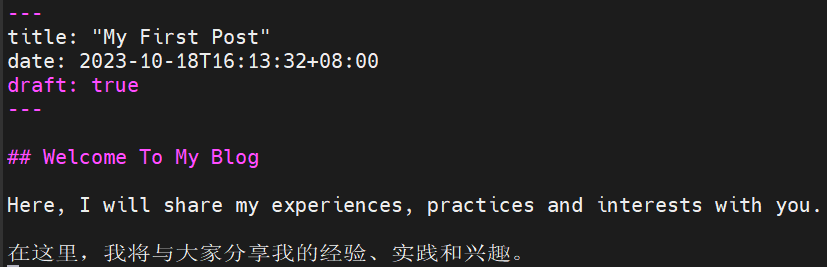 ---
title: "My First Post"
date: 2023-10-18T16:13:32+08:00
draft: true
---
## Welcome To My Blog
Here, I will share my experiences, practices and interests with you.
在这里，我将与大家分享我的经验、实践和兴趣。